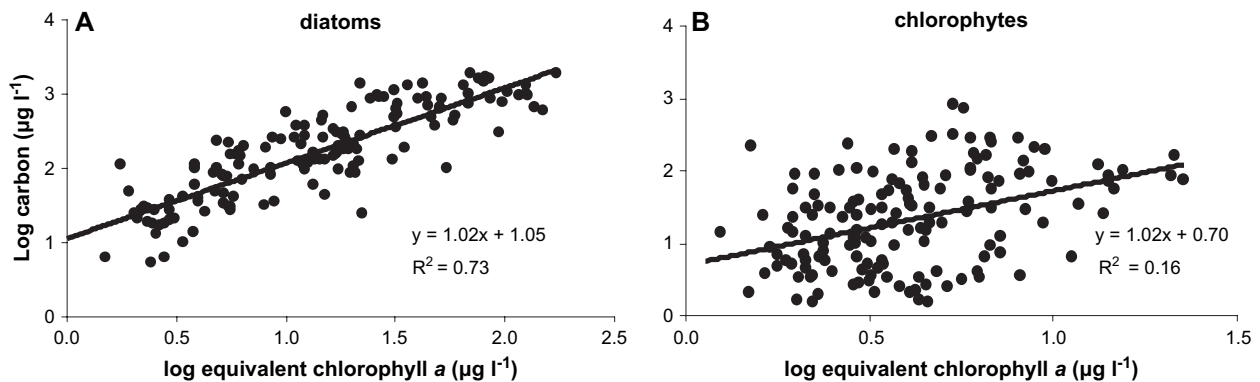 A
diatoms
4
3
2
1
0
Log carbon (µg l-1)
y = 1.02x + 1.05
R2 = 0.73
0.0 0.5 1.0 1.5 2.0 2.5
log equivalent chlorophyll a (µg l-1)
B
chlorophytes
4
3
2
1
0
y = 1.02x + 0.70
R2 = 0.16
0.0 0.5 1.0 1.5
log equivalent chlorophyll a (µg l-1)